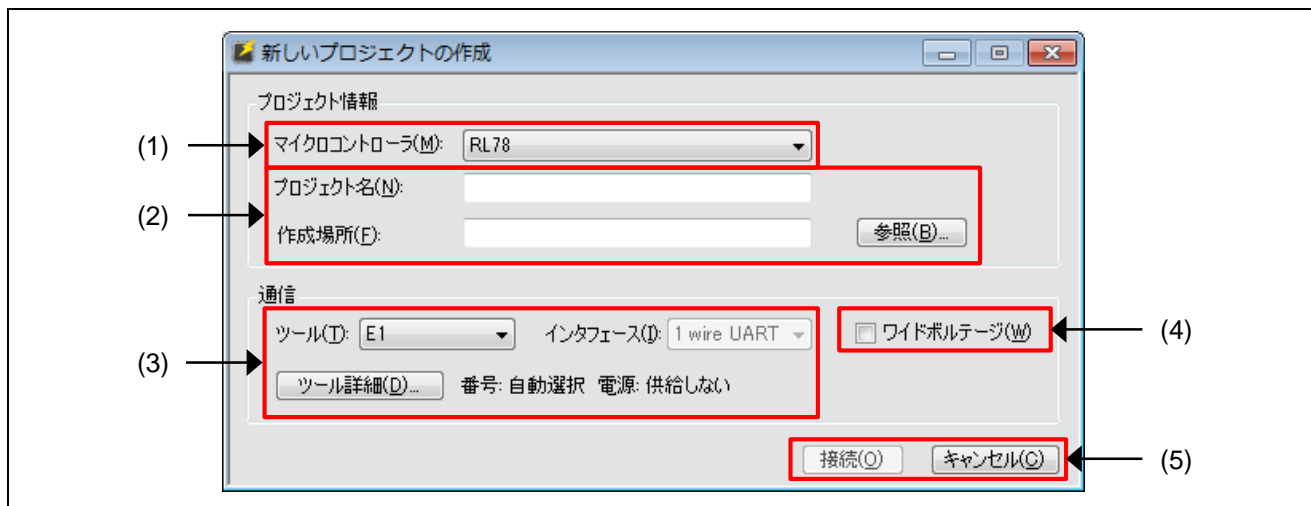 新しいプロジェクトの作成
プロジェクト情報
(1) マイクロコントローラ(M): RL78
プロジェクト名(N):
(2)
作成場所(F): 参照(B)...
通信
ツール(T): E1 インタフェース(I): 1 wire UART ワイドボルテージ(W) (4)
(3)
ツール詳細(D)... 番号: 自動選択 電源: 供給しない
接続(O) キャンセル(C) (5)